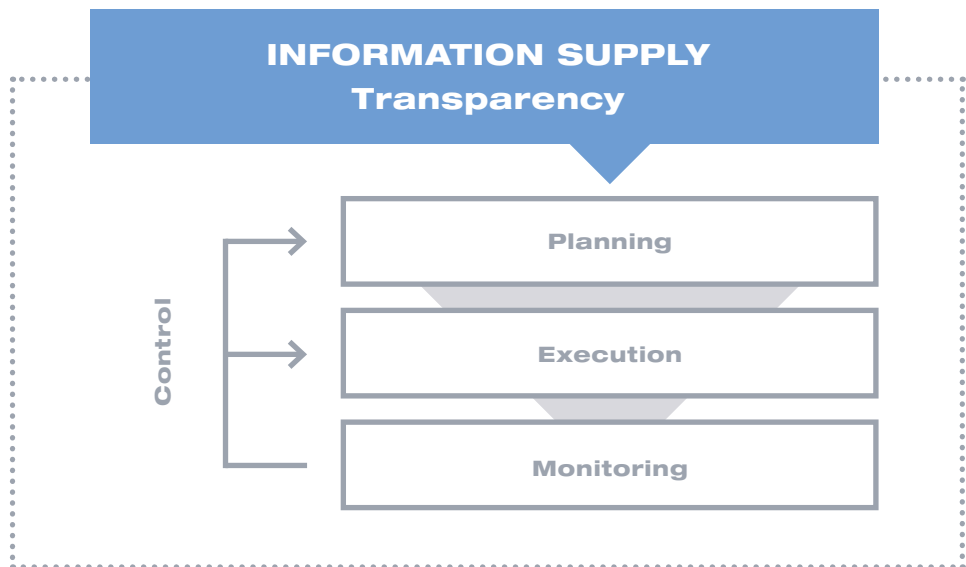 INFORMATION SUPPLY
Transparency
Planning
Control
Execution
Monitoring